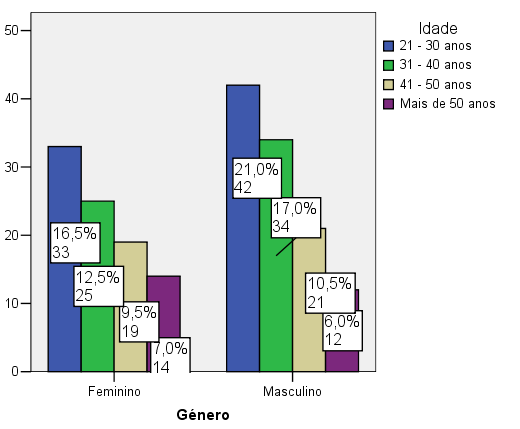 50
40
30
20
10
0
Idade
21 - 30 anos
31 - 40 anos
41 - 50 anos
Mais de 50 anos
16,5%
33
12,5%
25
9,5%
19
7,0%
14
21,0%
42
17,0%
34
10,5%
21
6,0%
12
Feminino
Masculino
Género